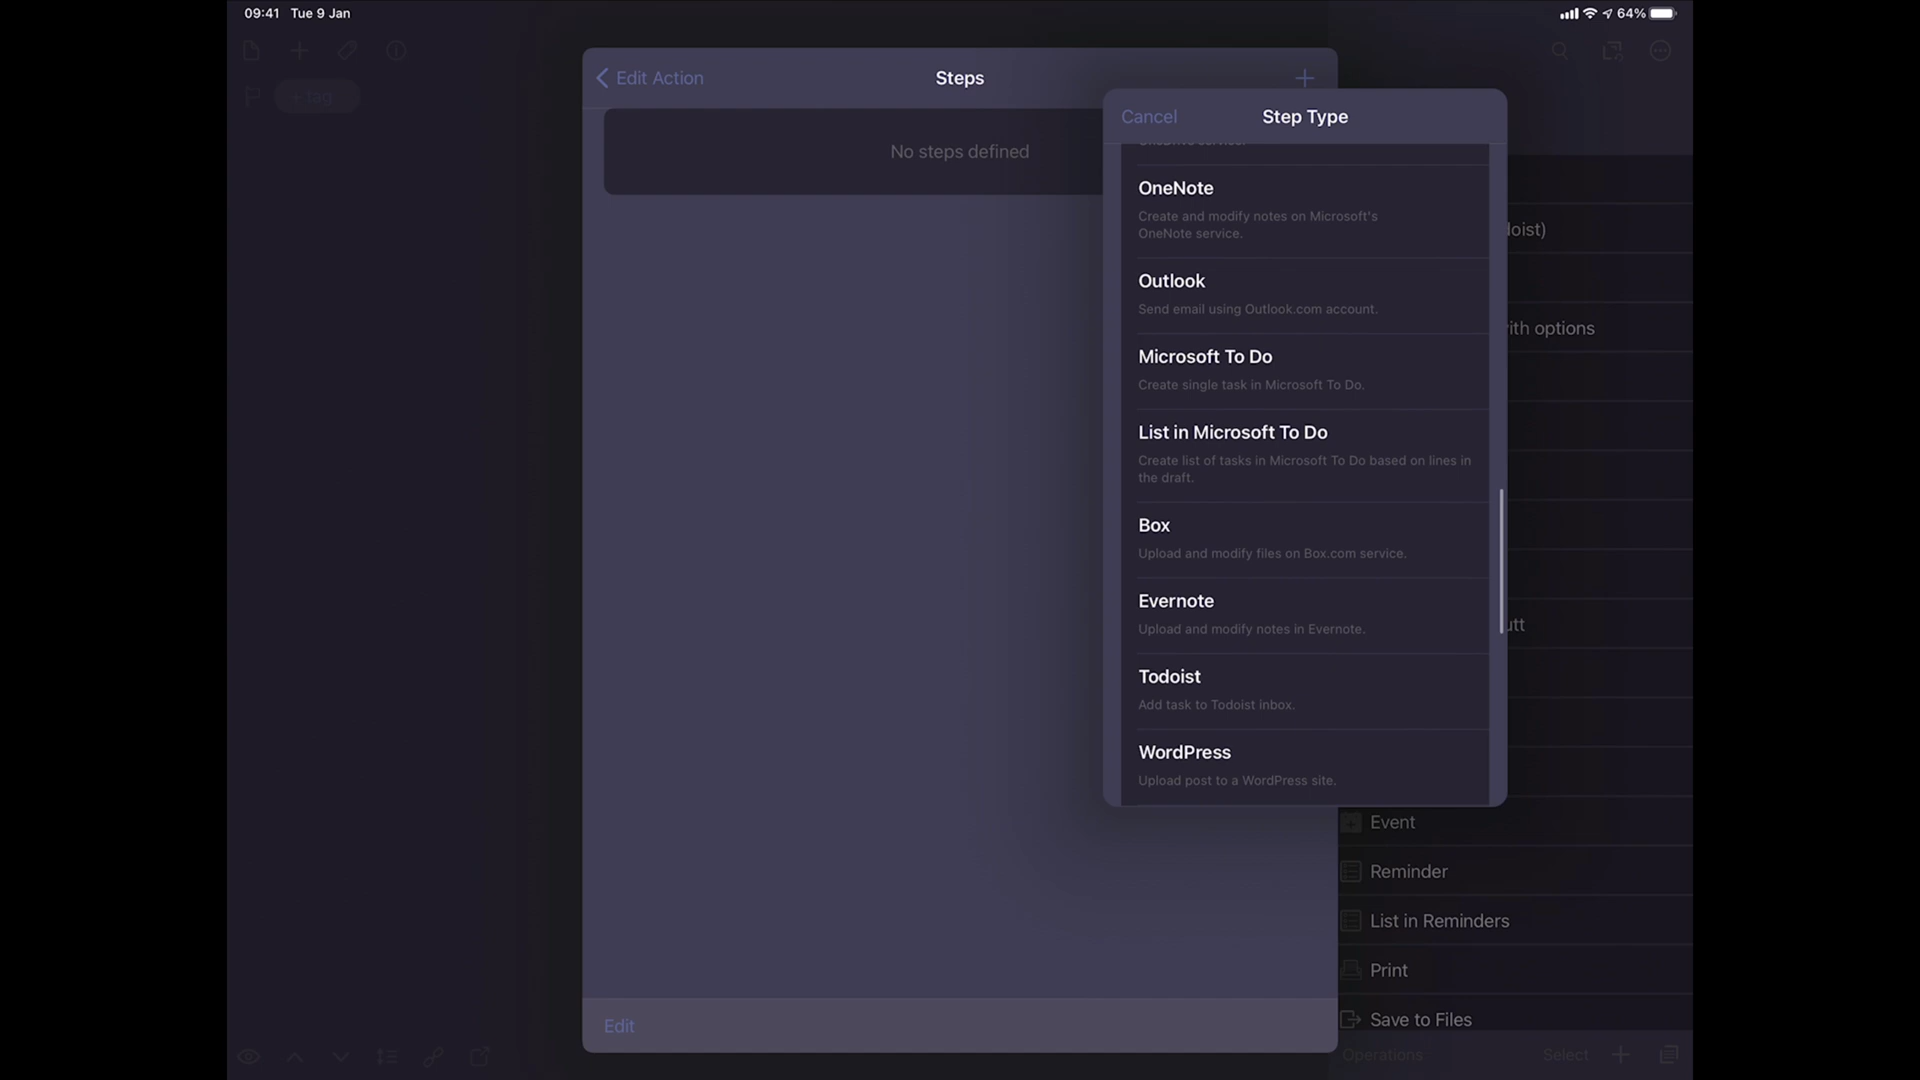 09:41 Tue 9 Jan
64%
+ tag
Edit Action
Steps
No steps defined
Edit
Cancel
Step Type
OneDrive service.
OneNote
Create and modify notes on Microsoft's
OneNote service.
Outlook
Send email using Outlook.com account.
Microsoft To Do
Create single task in Microsoft To Do.
List in Microsoft To Do
Create list of tasks in Microsoft To Do based on lines in
the draft.
Box
Upload and modify files on Box.com service.
Evernote
Upload and modify notes in Evernote.
Todoist
Add task to Todoist inbox.
WordPress
Upload post to a WordPress site.
doist)
ith options
utt
Event
Reminder
List in Reminders
Print
Save to Files
Operations
Select